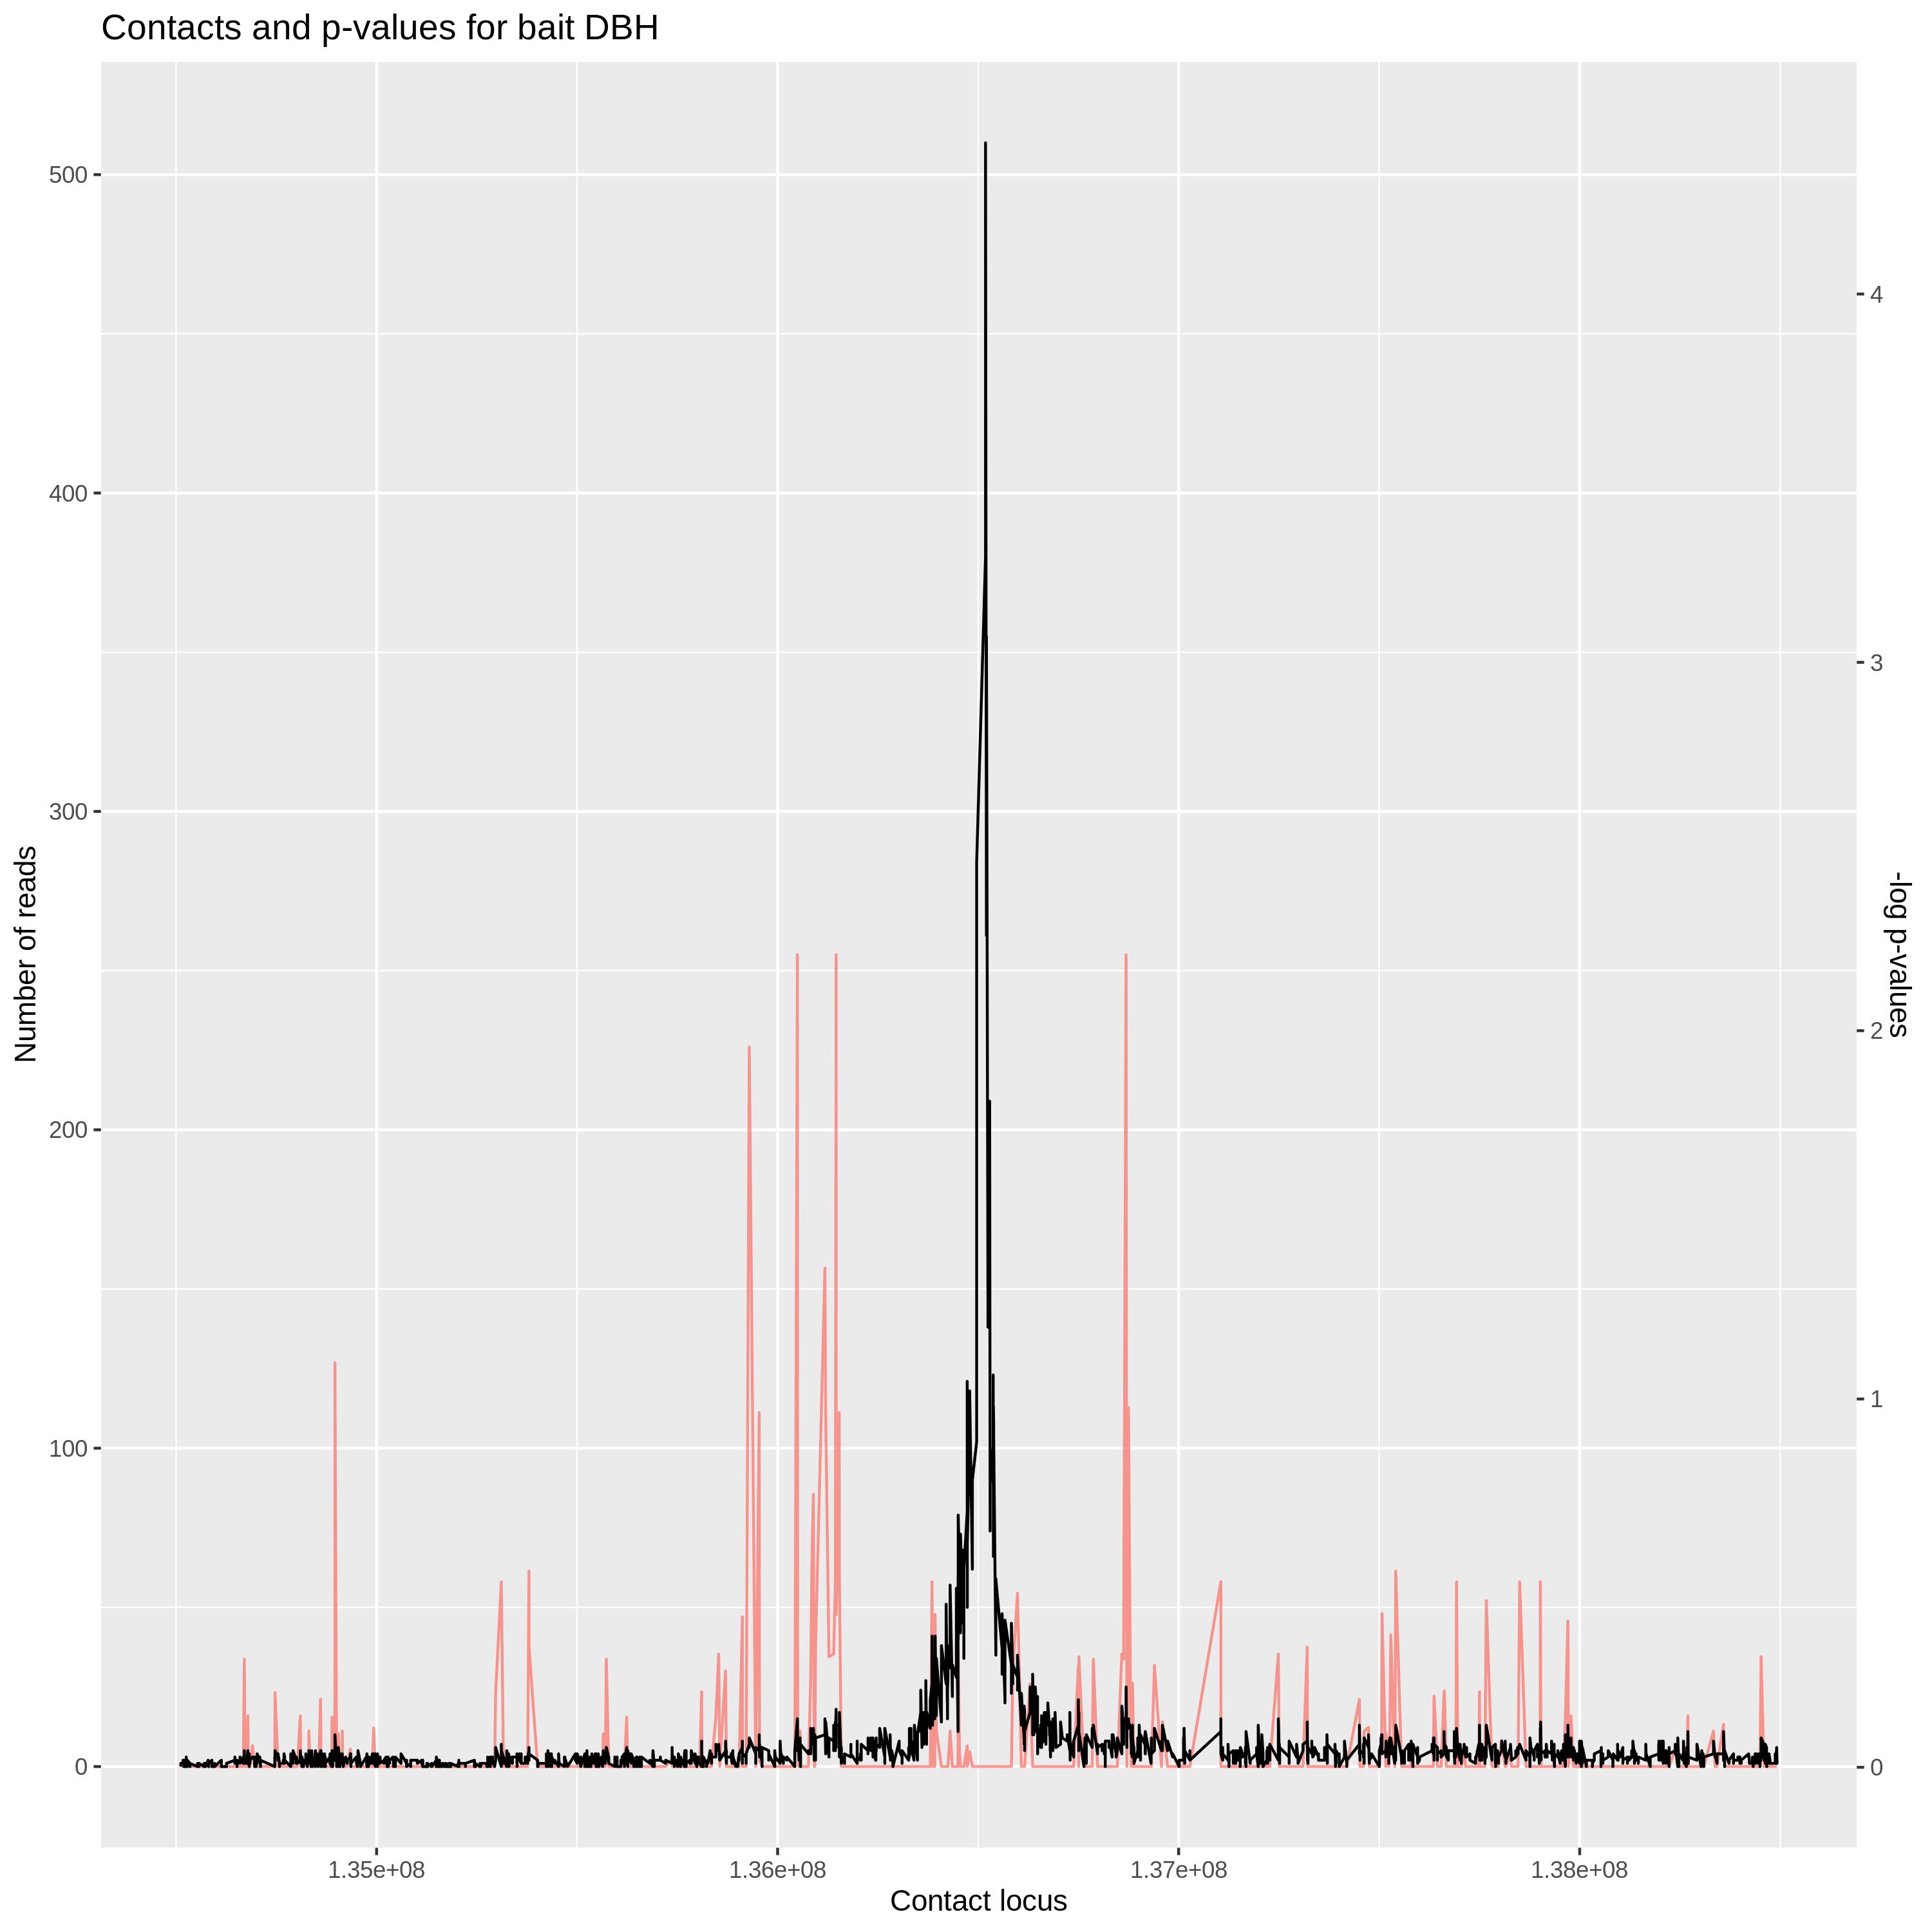 Contacts and p-values for bait DBH
500
400
300
200
100
0
Number of reads
4
3
2
1
0
-log p-values
1.35e+08
1.36e+08
1.37e+08
1.38e+08
Contact locus